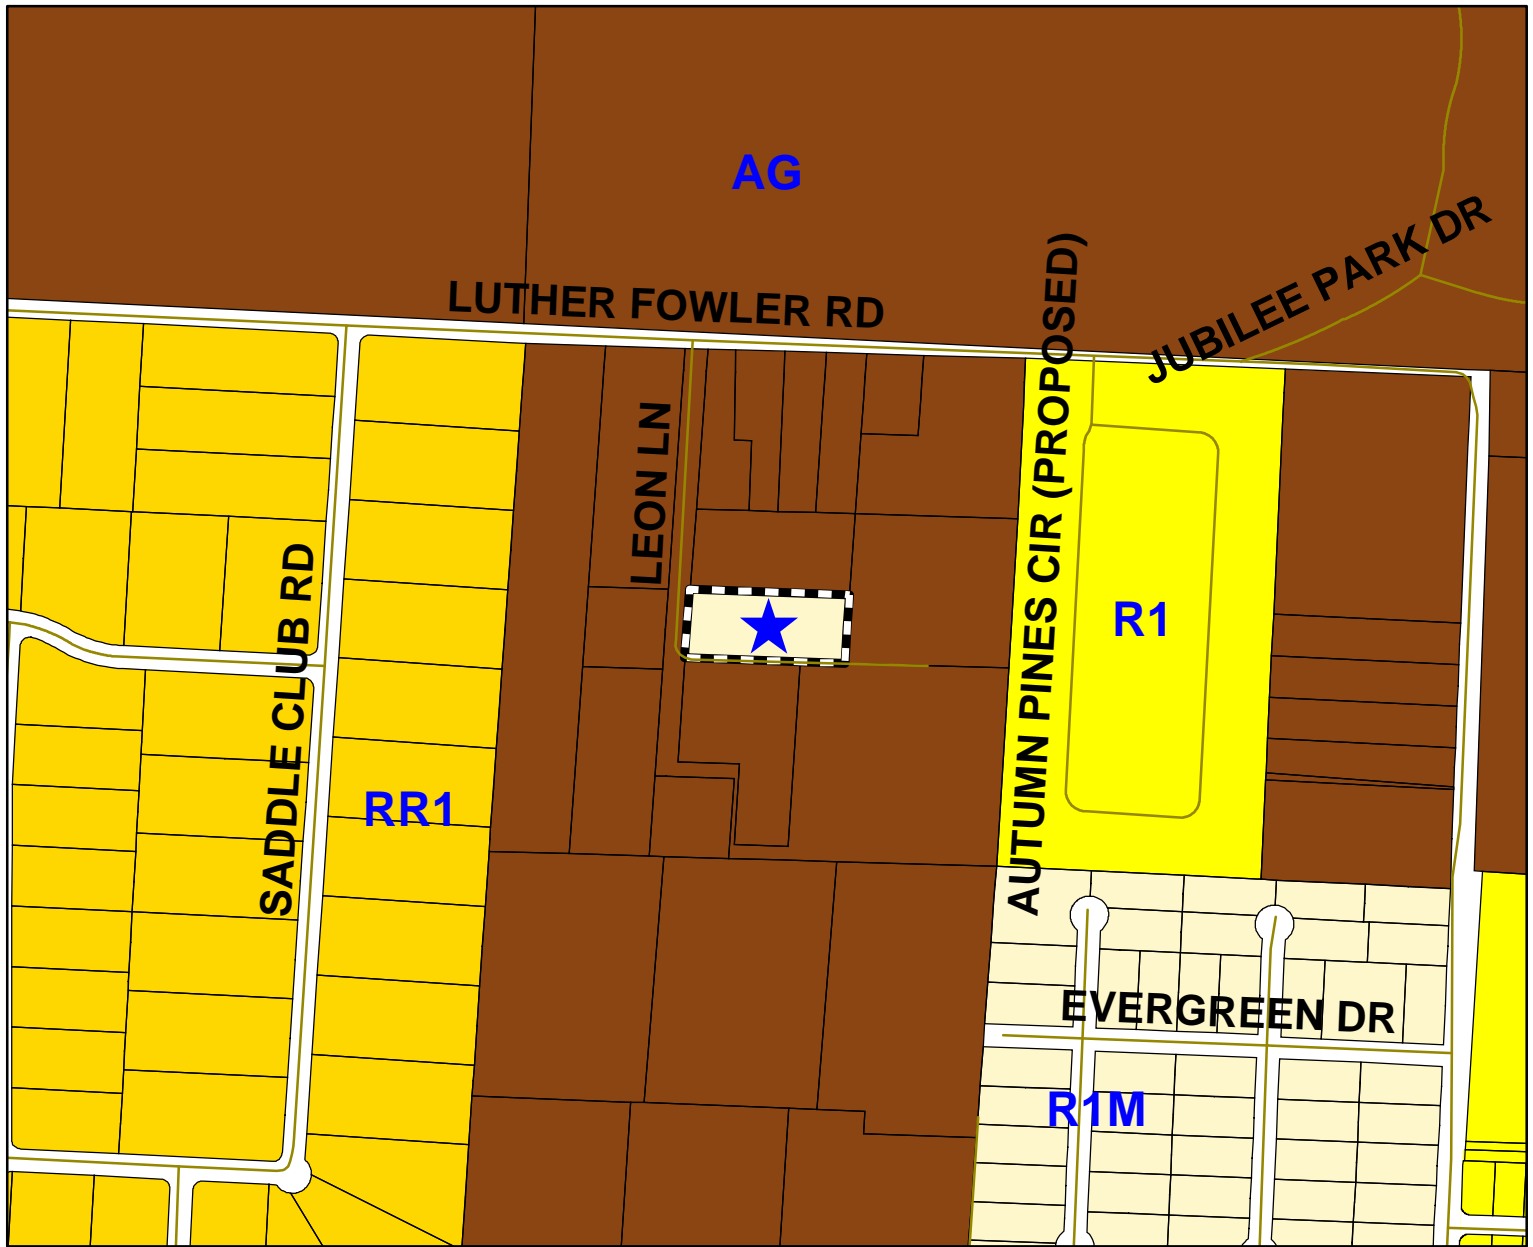 AG
JUBILEE PARK DR
LUTHER FOWLER RD
AUTUMN PINES CIR (PROPOSED)
LEON LN
SADDLE CLUB RD
R1
RR1
EVERGREEN DR
R1M